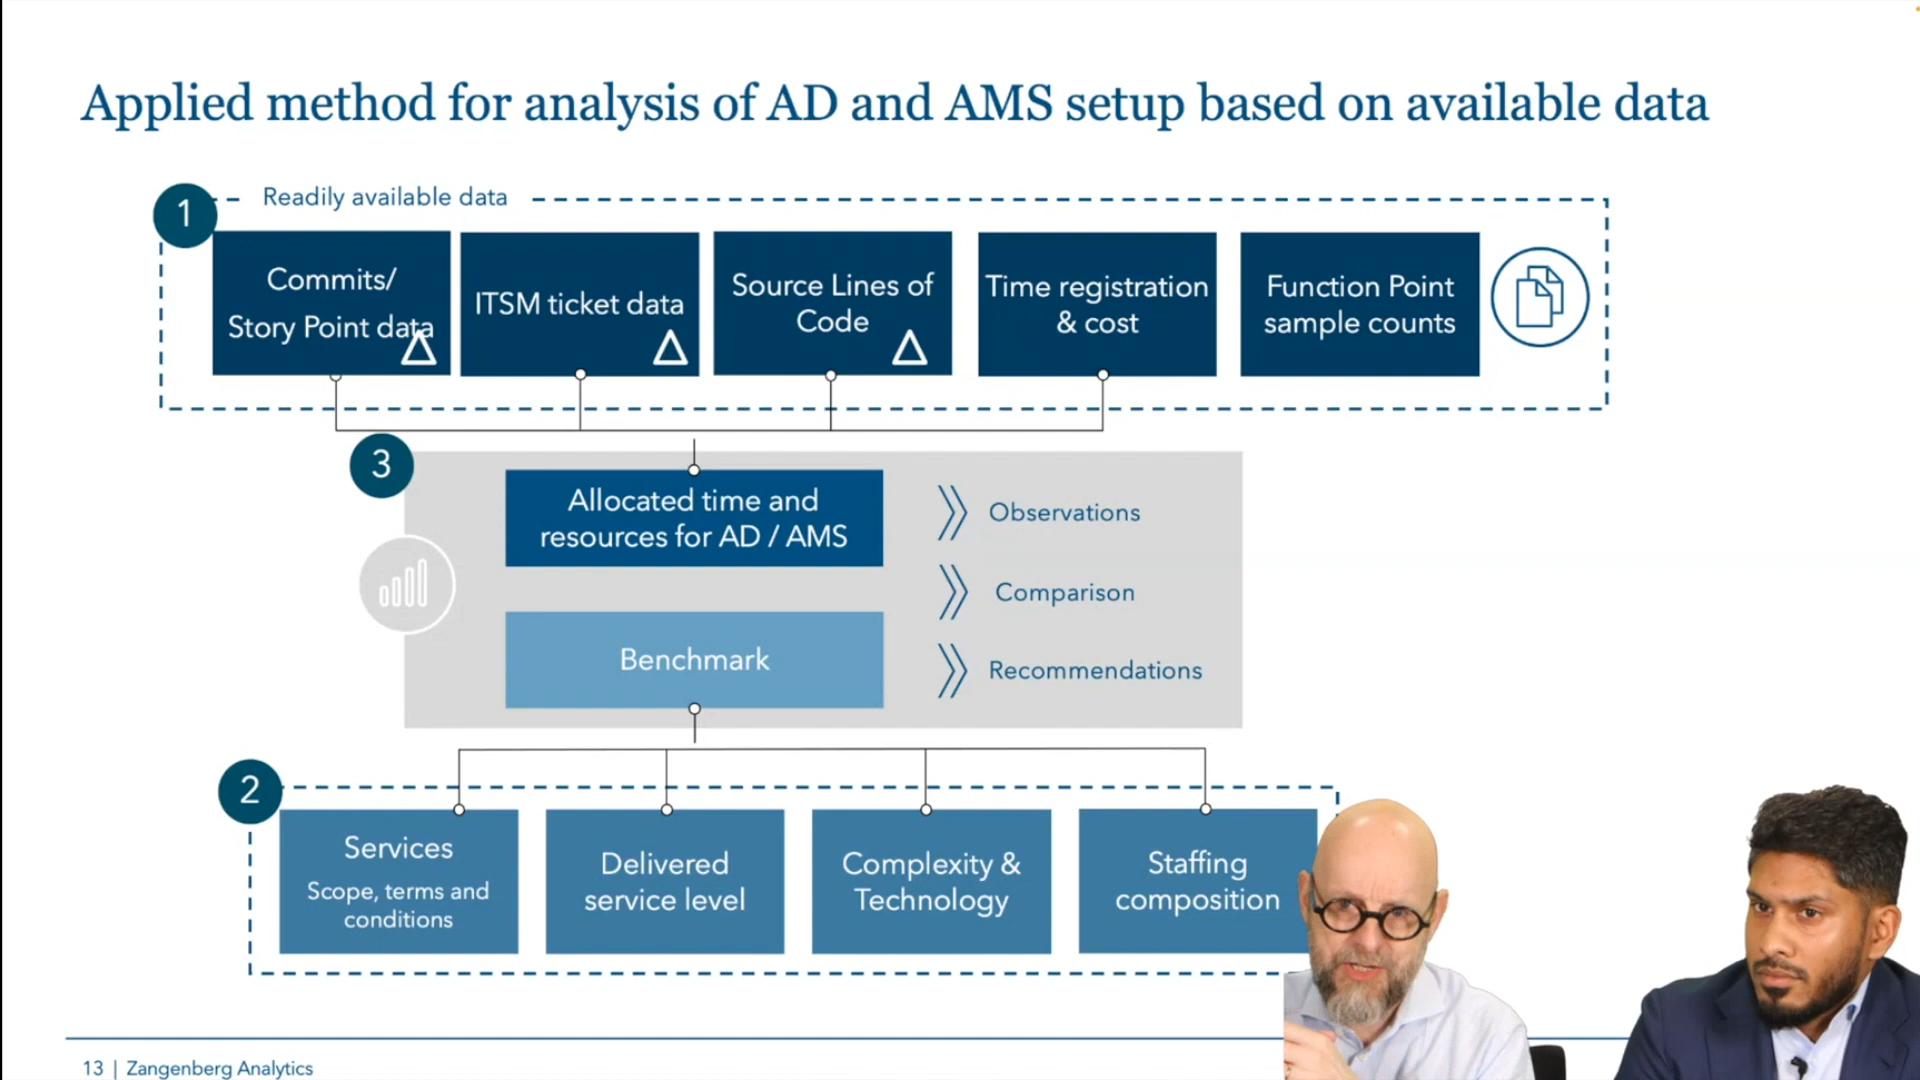 Applied method for analysis of AD and AMS setup based on available data
1
Readily available data
Commits/
Story Point data
ITSM ticket data
Source Lines of
Code
Time registration
& cost
Function Point
sample counts
3
Allocated time and
resources for AD / AMS
Benchmark
Observations
Comparison
Recommendations
2
Services
Scope, terms and
conditions
Delivered
service level
Complexity &
Technology
Staffing
composition
13 | Zangenberg Analytics